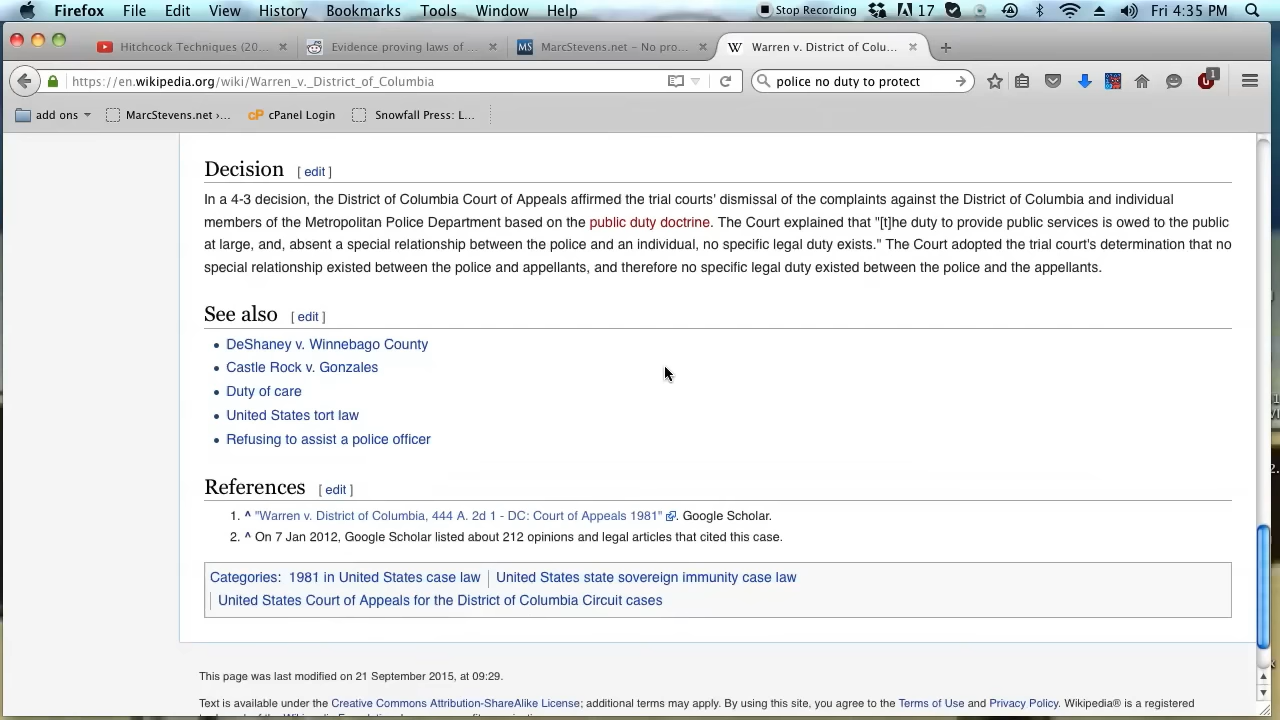 Firefox File Edit View History Bookmarks Tools Window Help Stop Recording 17 Fri 4:35 PM
Hitchcock Techniques (20... Evidence proving laws of ... MS MarcStevens.net – No pro... W Warren v. District of Colu...
https://en.wikipedia.org/wiki/Warren_v._District_of_Columbia police no duty to protect 1
add ons MarcStevens.net ›... cP cPanel Login Snowfall Press: L...
Decision [ edit ]
In a 4-3 decision, the District of Columbia Court of Appeals affirmed the trial courts' dismissal of the complaints against the District of Columbia and individual
members of the Metropolitan Police Department based on the public duty doctrine. The Court explained that "[t]he duty to provide public services is owed to the public
at large, and, absent a special relationship between the police and an individual, no specific legal duty exists." The Court adopted the trial court's determination that no
special relationship existed between the police and appellants, and therefore no specific legal duty existed between the police and the appellants.
See also [ edit ]
• DeShaney v. Winnebago County
• Castle Rock v. Gonzales
• Duty of care
• United States tort law
• Refusing to assist a police officer
References [ edit ]
1. ^ "Warren v. District of Columbia, 444 A. 2d 1 - DC: Court of Appeals 1981". Google Scholar.
2. ^ On 7 Jan 2012, Google Scholar listed about 212 opinions and legal articles that cited this case.
Categories: 1981 in United States case law | United States state sovereign immunity case law
| United States Court of Appeals for the District of Columbia Circuit cases
This page was last modified on 21 September 2015, at 09:29.
Text is available under the Creative Commons Attribution-ShareAlike License; additional terms may apply. By using this site, you agree to the Terms of Use and Privacy Policy. Wikipedia® is a registered